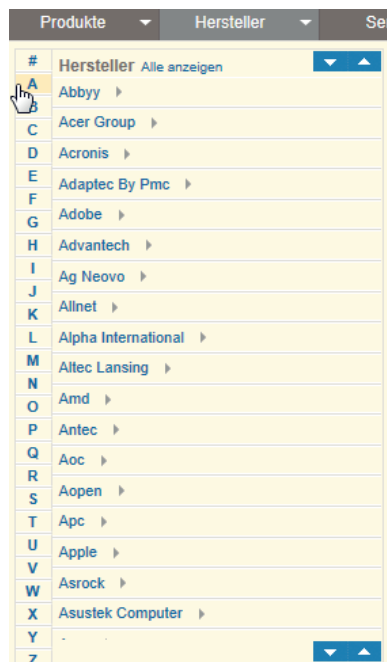 Produkte Hersteller Se
#
A
B
C
D
E
F
G
H
I
J
K
L
M
N
O
P
Q
R
S
T
U
V
W
X
Y
Z
Hersteller Alle anzeigen
Abbyy
Acer Group
Acronis
Adaptec By Pmc
Adobe
Advantech
Ag Neovo
Allnet
Alpha International
Altec Lansing
Amd
Antec
Aoc
Aopen
Apc
Apple
Asrock
Asustek Computer